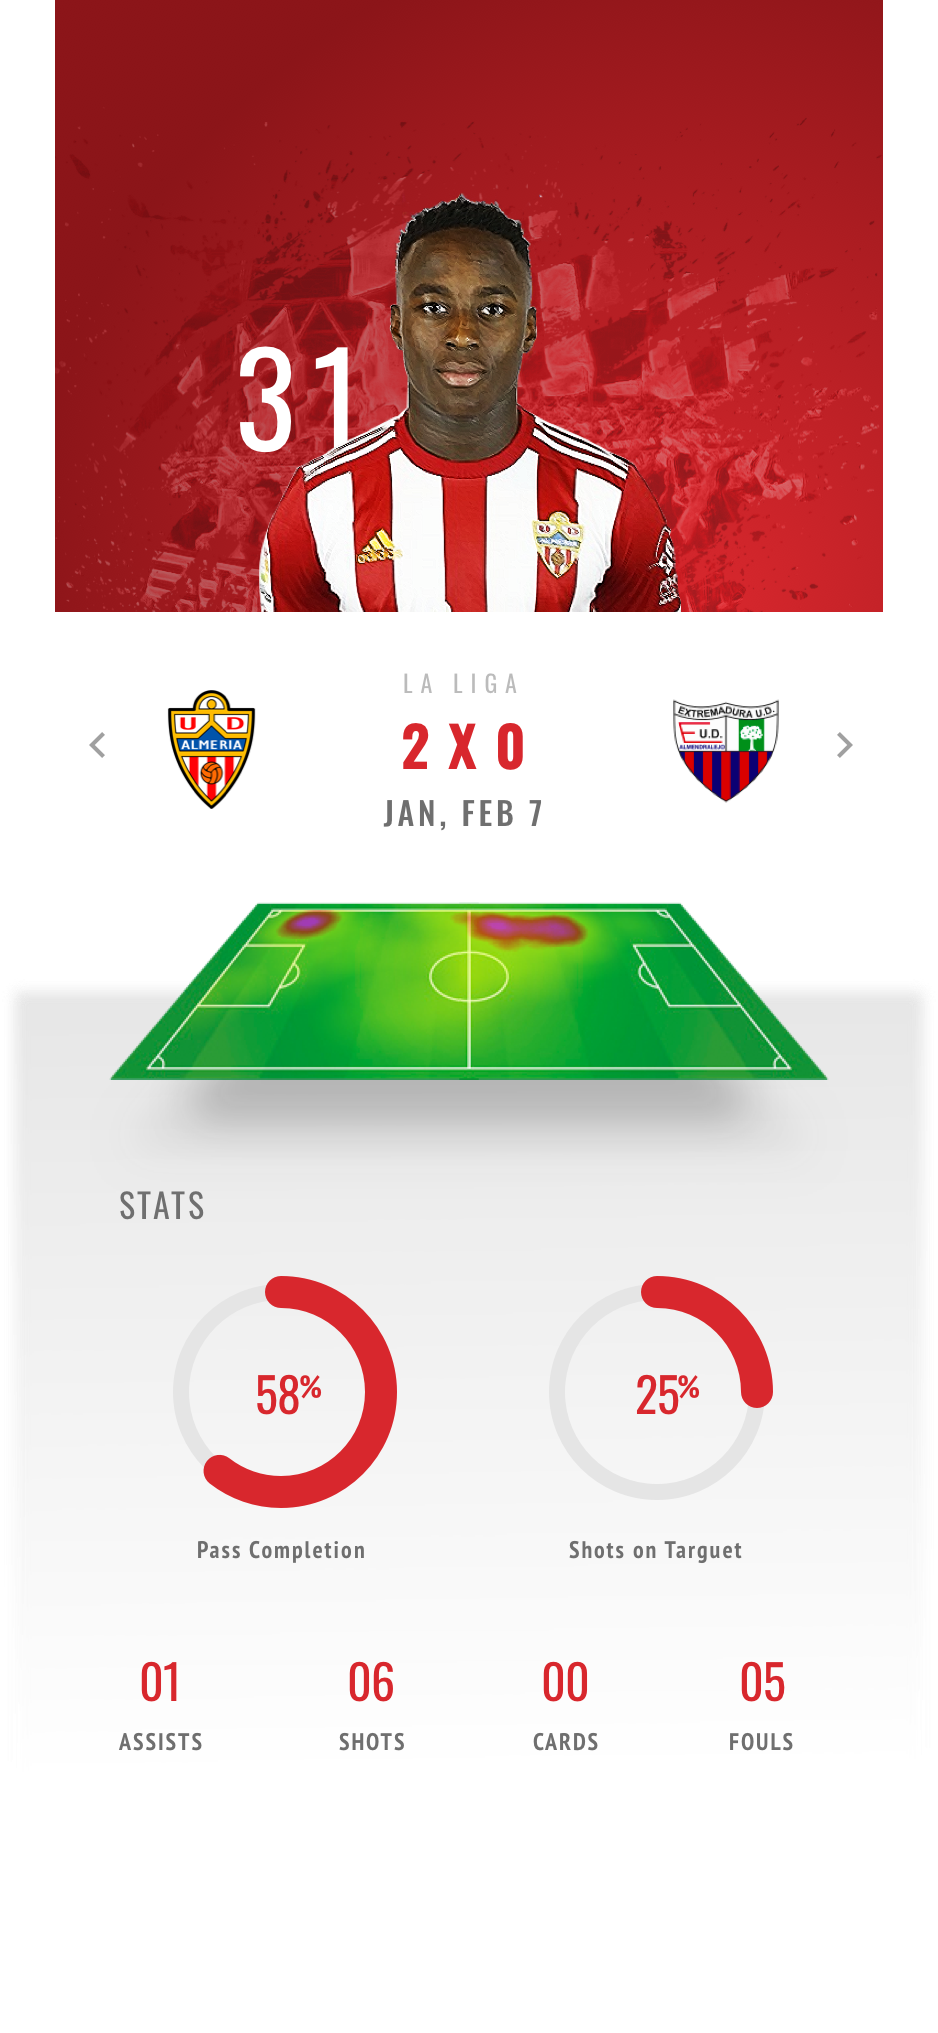 31
adidas
U D
LA LIGA
U D
ALMERIA
2 X 0
EXTREMADURA U.D.
U.D.
ALMENDRALEJO
JAN, FEB 7
STATS
58% 25%
Pass Completion Shots on Targuet
01 06 00 05
ASSISTS SHOTS CARDS FOULS